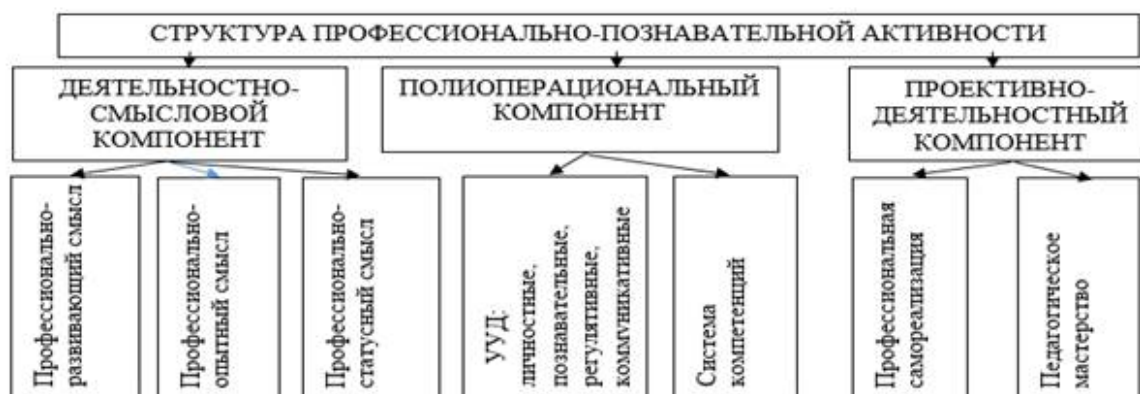 СТРУКТУРА ПРОФЕССИОНАЛЬНО-ПОЗНАВАТЕЛЬНОЙ АКТИВНОСТИ
ДЕЯТЕЛЬНОСТНО-
СМЫСЛОВОЙ
КОМПОНЕНТ
ПОЛИОПЕРАЦИОНАЛЬНЫЙ
КОМПОНЕНТ
ПРОЕКТИВНО-
ДЕЯТЕЛЬНОСТНЫЙ
КОМПОНЕНТ
Профессионально-
развивающий смысл
Профессионально-
опытный смысл
Профессионально-
статусный смысл
УУД:
личностные,
познавательные,
регулятивные,
коммуникативные
Система
компетенций
Профессиональная
самореализация
Педагогическое
мастерство